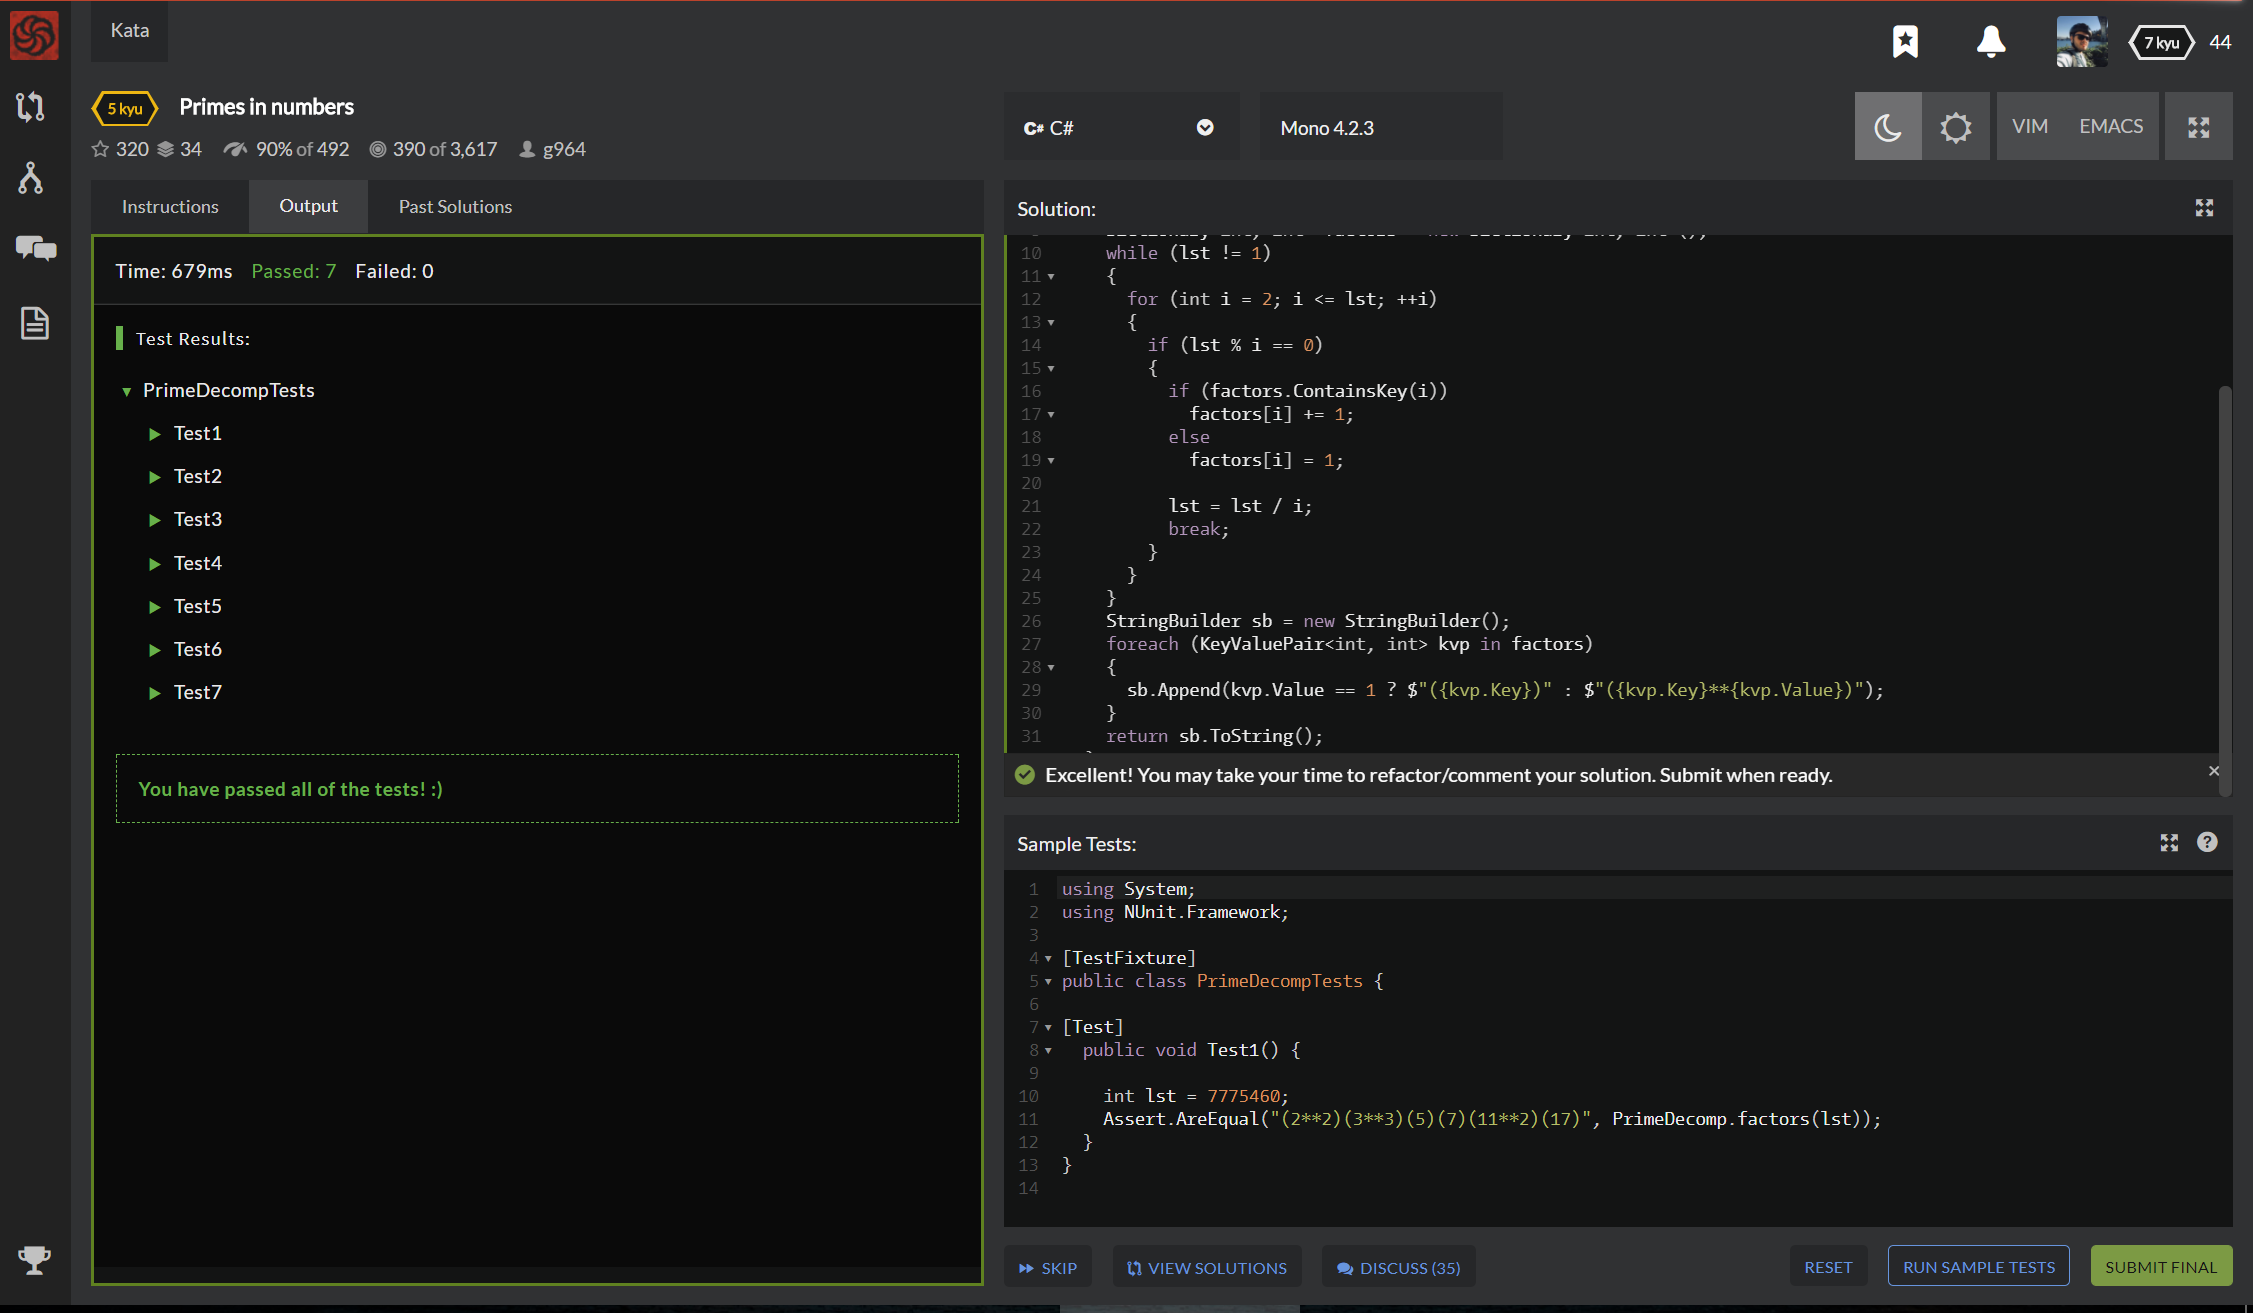 Kata
7 kyu 44
5 kyu Primes in numbers
320 34 90% of 492 390 of 3,617 g964
C# C#
Mono 4.2.3
VIM EMACS
Instructions Output Past Solutions
Time: 679ms Passed: 7 Failed: 0
Test Results:
PrimeDecompTests
Test1
Test2
Test3
Test4
Test5
Test6
Test7
You have passed all of the tests! :)
Solution:
10 while (lst != 1)
11 {
12 for (int i = 2; i <= lst; ++i)
13 {
14 if (lst % i == 0)
15 {
16 if (factors.ContainsKey(i))
17 factors[i] += 1;
18 else
19 factors[i] = 1;
20
21 lst = lst / i;
22 break;
23 }
24 }
25 }
26 StringBuilder sb = new StringBuilder();
27 foreach (KeyValuePair<int, int> kvp in factors)
28 {
29 sb.Append(kvp.Value == 1 ? $"({kvp.Key})" : $"({kvp.Key}**{kvp.Value})");
30 }
31 return sb.ToString();
Excellent! You may take your time to refactor/comment your solution. Submit when ready.
Sample Tests:
1 using System;
2 using NUnit.Framework;
3
4 [TestFixture]
5 public class PrimeDecompTests {
6
7 [Test]
8 public void Test1() {
9
10 int lst = 7775460;
11 Assert.AreEqual("(2**2)(3**3)(5)(7)(11**2)(17)", PrimeDecomp.factors(lst));
12 }
13 }
14
SKIP VIEW SOLUTIONS DISCUSS (35) RESET RUN SAMPLE TESTS SUBMIT FINAL